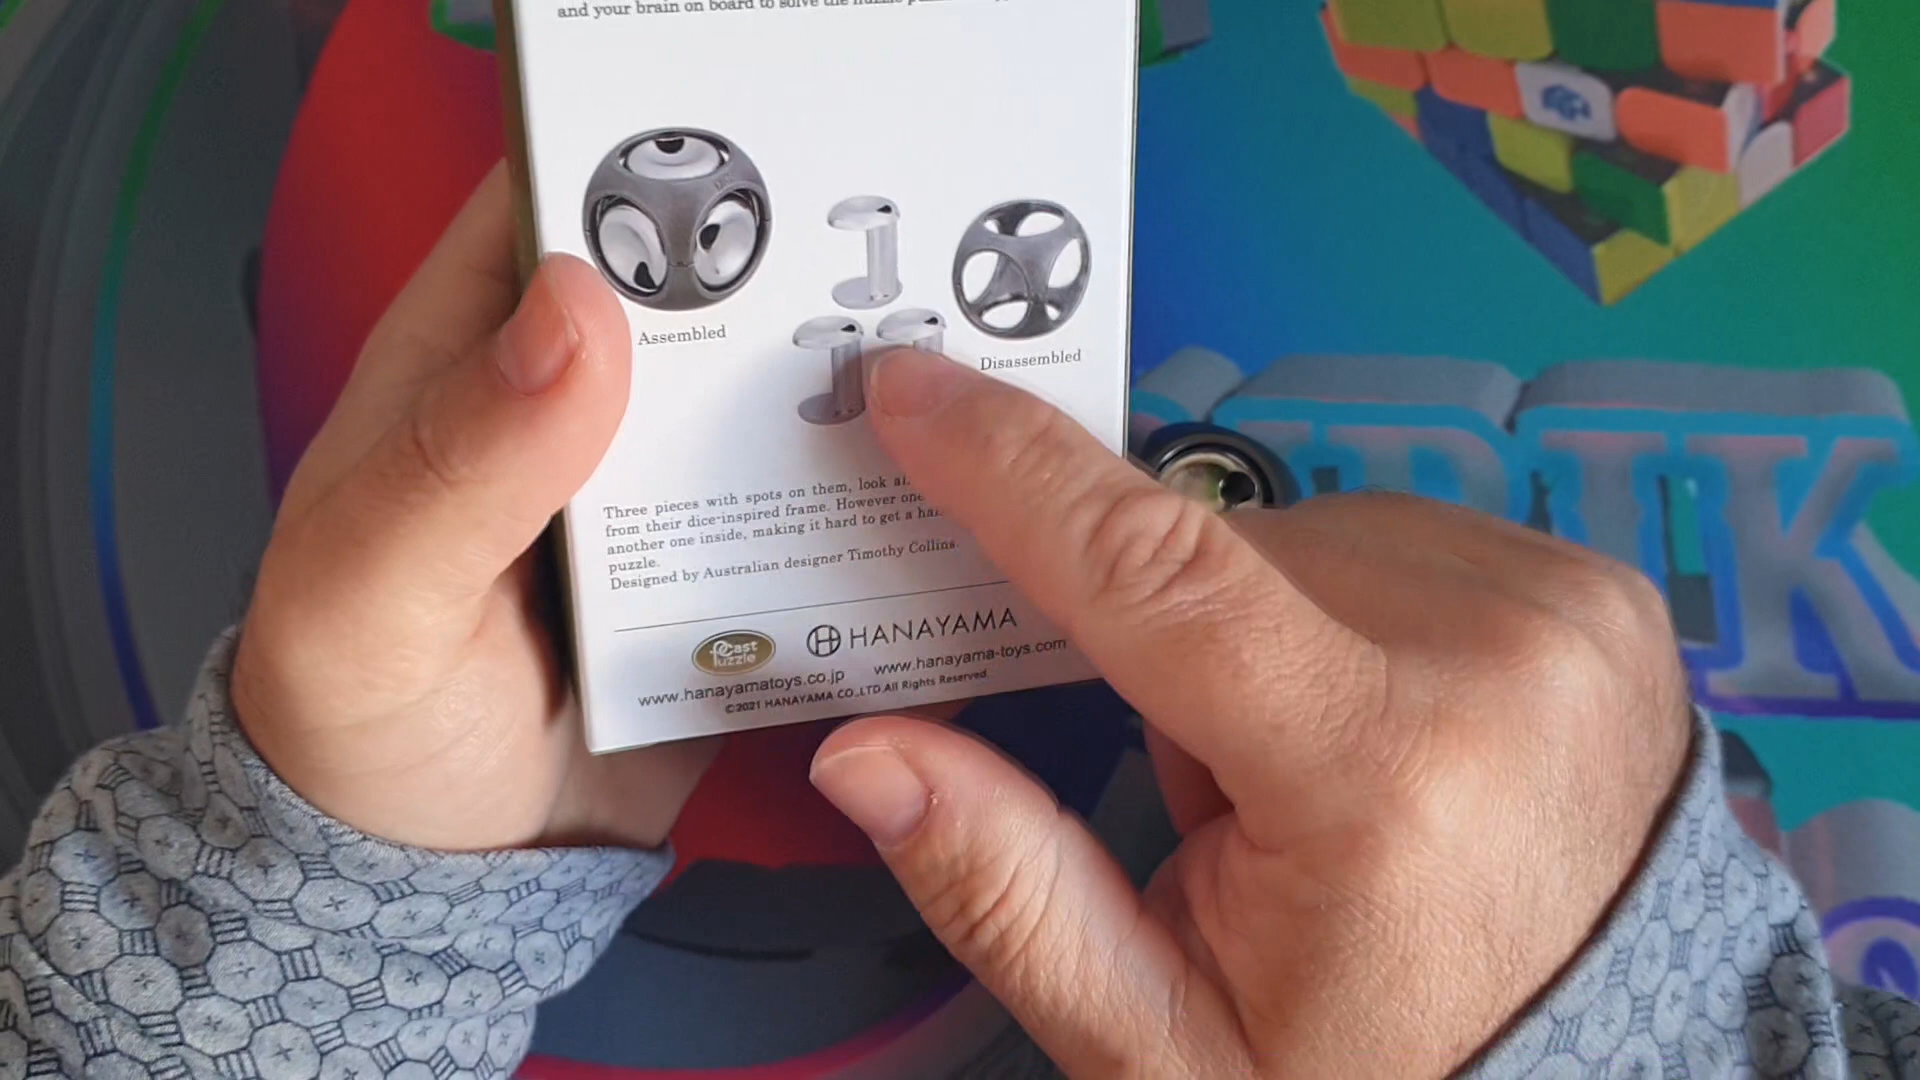 and your brain on board to solve the
Assembled
Disassembled
Three pieces with spots on them, look
from their dice-inspired frame. However one
another one inside, making it hard to get a
puzzle.
Designed by Australian designer Timothy Collins.
Cast Puzzle
HANAYAMA
www.hanayamatoys.co.jp www.hanayama-toys.com
©2021 HANAYAMA CO.,LTD All Rights Reserved.